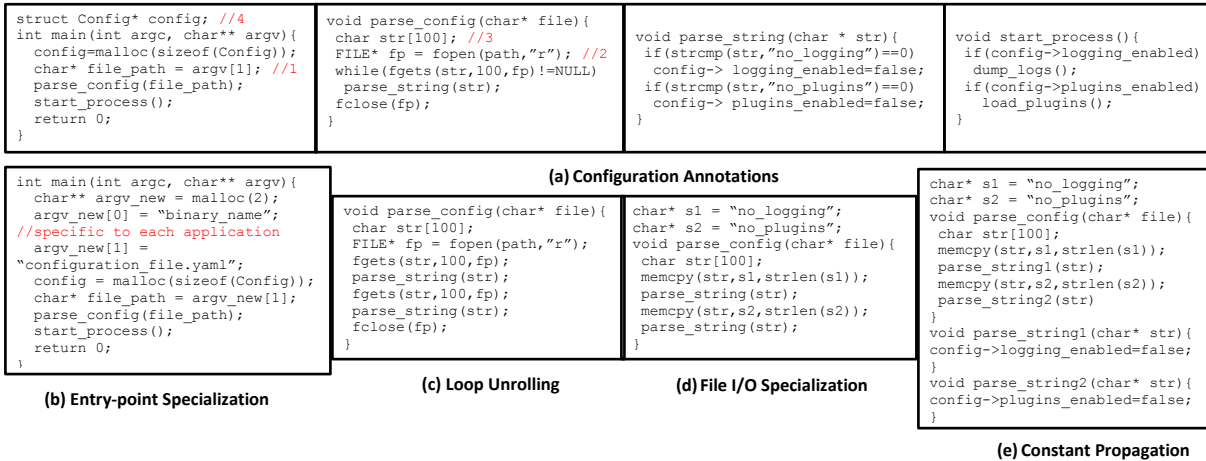 struct Config* config; //4
int main(int argc, char** argv){
config=malloc(sizeof(Config));
char* file_path = argv[1]; //1
parse_config(file_path);
start_process();
return 0;
}
void parse_config(char* file){
char str[100]; //3
FILE* fp = fopen(path,”r”); //2
while(fgets(str,100,fp)!=NULL)
parse_string(str);
fclose(fp);
}
void parse_string(char * str){
if(strcmp(str,”no_logging”)==0)
config-> logging_enabled=false;
if(strcmp(str,”no_plugins”)==0)
config-> plugins_enabled=false;
}
void start_process(){
if(config->logging_enabled)
dump_logs();
if(config->plugins_enabled)
load_plugins();
}
(a) Configuration Annotations
int main(int argc, char** argv){
char** argv_new = malloc(2);
argv_new[0] = “binary_name”;
//specific to each application
argv_new[1] =
“configuration_file.yaml”;
config = malloc(sizeof(Config));
char* file_path = argv_new[1];
parse_config(file_path);
start_process();
return 0;
}
(b) Entry-point Specialization
void parse_config(char* file){
char str[100];
FILE* fp = fopen(path,”r”);
fgets(str,100,fp);
parse_string(str);
fgets(str,100,fp);
parse_string(str);
fclose(fp);
}
(c) Loop Unrolling
char* s1 = “no_logging”;
char* s2 = “no_plugins”;
void parse_config(char* file){
char str[100];
memcpy(str,s1,strlen(s1));
parse_string(str);
memcpy(str,s2,strlen(s2));
parse_string(str);
}
(d) File I/O Specialization
char* s1 = “no_logging”;
char* s2 = “no_plugins”;
void parse_config(char* file){
char str[100];
memcpy(str,s1,strlen(s1));
parse_string1(str);
memcpy(str,s2,strlen(s2));
parse_string2(str)
}
void parse_string1(char* str){
config->logging_enabled=false;
}
void parse_string2(char* str){
config->plugins_enabled=false;
}
(e) Constant Propagation